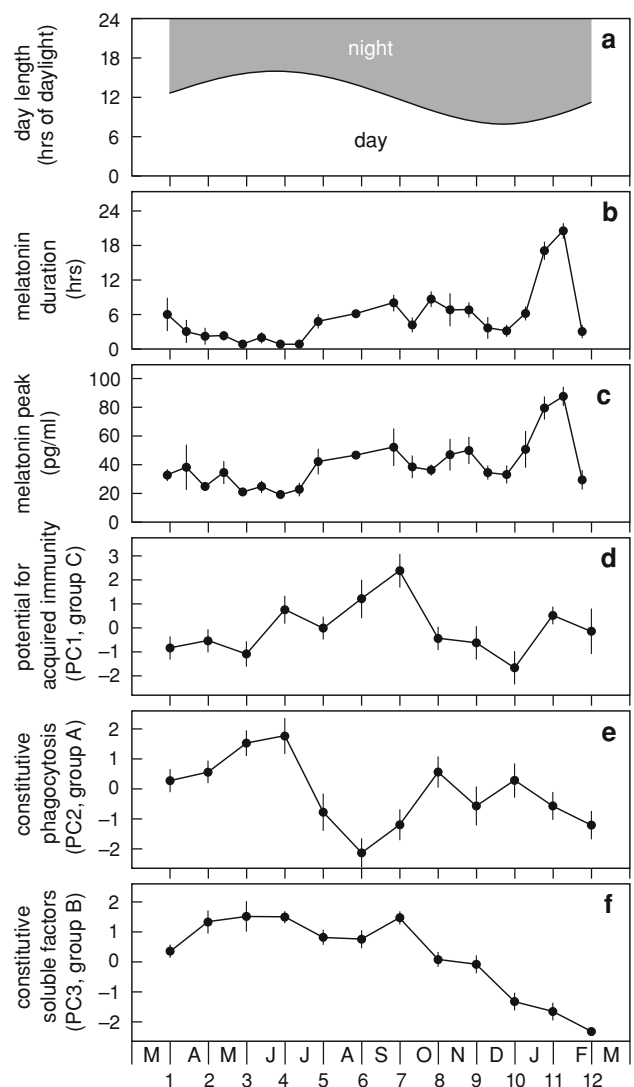 day length
(hrs of daylight)
24
18
12
6
0
night
day
a
melatonin
duration
(hrs)
24
18
12
6
0
b
melatonin peak
(pg/ml)
100
80
60
40
20
0
c
potential for
acquired immunity
(PC1, group C)
3
2
1
0
−1
−2
d
constitutive
phagocytosis
(PC2, group A)
2
1
0
−1
−2
e
constitutive
soluble factors
(PC3, group B)
2
1
0
−1
−2
f
M A M J J A S O N D J F M
1 2 3 4 5 6 7 8 9 10 11 12